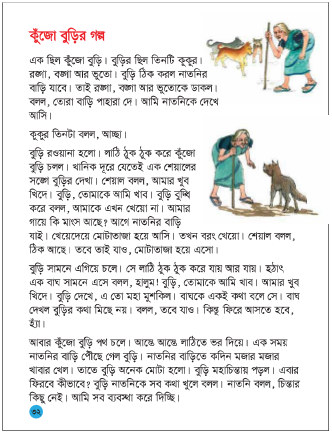 কুঁজো বুড়ির গল্প
এক ছিল কুঁজো বুড়ি। বুড়ির ছিল তিনটি কুকুর।
রঙ্গা, বঙ্গা আর ভুতো। বুড়ি ঠিক করল নাতনির
বাড়ি যাবে। তাই রঙ্গা, বঙ্গা আর ভুতোকে ডাকল।
বলল, তোরা বাড়ি পাহারা দে। আমি নাতনিকে দেখে
আসি।
কুকুর তিনটা বলল, আচ্ছা।
বুড়ি রওয়ানা হলো। লাঠি ঠুক ঠুক করে কুঁজো
বুড়ি চলল। খানিক দূরে যেতেই এক শেয়ালের
সঙ্গে বুড়ির দেখা। শেয়াল বলল, আমার খুব
খিদে। বুড়ি, তোমাকে আমি খাব। বুড়ি বুদ্ধি
করে বলল, আমাকে এখন খেয়ো না। আমার
গায়ে কি মাংস আছে? আগে নাতনির বাড়ি
যাই। খেয়েদেয়ে মোটাতাজা হয়ে আসি। তখন বরং খেয়ো। শেয়াল বলল,
ঠিক আছে। তবে তাই যাও, মোটাতাজা হয়ে এসো।
বুড়ি সামনে এগিয়ে চলে। সে লাঠি ঠুক ঠুক করে যায় আর যায়। হঠাৎ
এক বাঘ সামনে এসে বলল, হালুম! বুড়ি, তোমাকে আমি খাব। আমার খুব
খিদে। বুড়ি দেখে, এ তো মহা মুশকিল। বাঘকে একই কথা বলে সে। বাঘ
দেখল বুড়ির কথা মিছে নয়। বলল, তবে যাও। কিন্তু ফিরে আসতে হবে,
হ্যাঁ।
আবার কুঁজো বুড়ি পথ চলে। আস্তে আস্তে লাঠিতে ভর দিয়ে। এক সময়
নাতনির বাড়ি পৌঁছে গেল বুড়ি। নাতনির বাড়িতে কদিন মজার মজার
খাবার খেল। তাতে বুড়ি অনেক মোটা হলো। বুড়ি মহাচিন্তায় পড়ল। এবার
ফিরবে কীভাবে? বুড়ি নাতনিকে সব কথা খুলে বলল। নাতনি বলল, চিন্তার
কিছু নেই। আমি সব ব্যবস্থা করে দিচ্ছি।
৩২